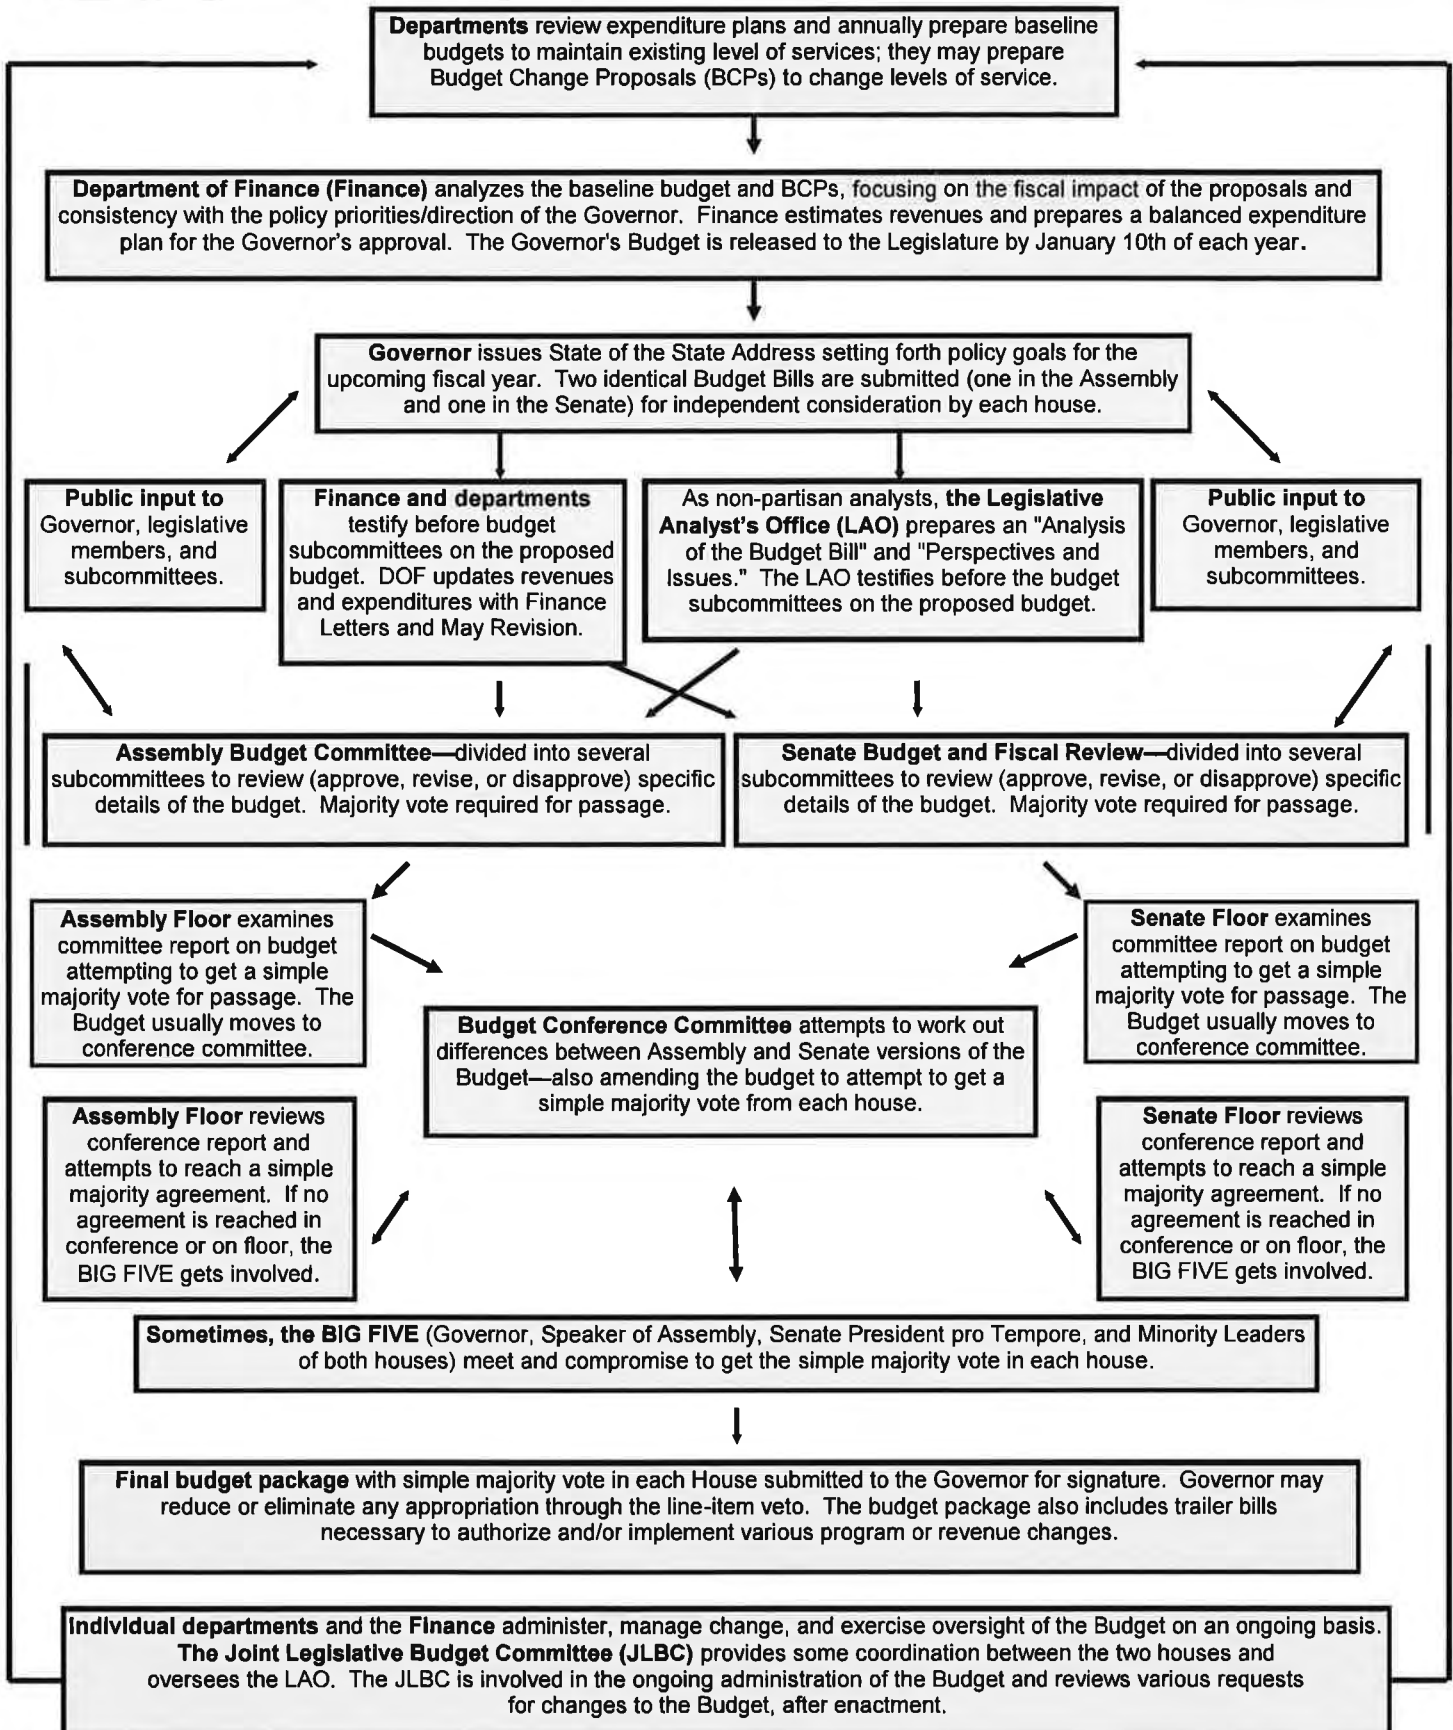 Departments review expenditure plans and annually prepare baseline
budgets to maintain existing level of services; they may prepare
Budget Change Proposals (BCPs) to change levels of service.
Department of Finance (Finance) analyzes the baseline budget and BCPs, focusing on the fiscal impact of the proposals and
consistency with the policy priorities/direction of the Governor. Finance estimates revenues and prepares a balanced expenditure
plan for the Governor's approval. The Governor's Budget is released to the Legislature by January 10th of each year.
Governor issues State of the State Address setting forth policy goals for the
upcoming fiscal year. Two identical Budget Bills are submitted (one in the Assembly
and one in the Senate) for independent consideration by each house.
Public input to
Governor, legislative
members, and
subcommittees.
Finance and departments
testify before budget
subcommittees on the proposed
budget. DOF updates revenues
and expenditures with Finance
Letters and May Revision.
As non-partisan analysts, the Legislative
Analyst's Office (LAO) prepares an "Analysis
of the Budget Bill" and "Perspectives and
Issues." The LAO testifies before the budget
subcommittees on the proposed budget.
Public input to
Governor, legislative
members, and
subcommittees.
Assembly Budget Committee—divided into several
subcommittees to review (approve, revise, or disapprove) specific
details of the budget. Majority vote required for passage.
Senate Budget and Fiscal Review—divided into several
subcommittees to review (approve, revise, or disapprove) specific
details of the budget. Majority vote required for passage.
Assembly Floor examines
committee report on budget
attempting to get a simple
majority vote for passage. The
Budget usually moves to
conference committee.
Senate Floor examines
committee report on budget
attempting to get a simple
majority vote for passage. The
Budget usually moves to
conference committee.
Budget Conference Committee attempts to work out
differences between Assembly and Senate versions of the
Budget—also amending the budget to attempt to get a
simple majority vote from each house.
Assembly Floor reviews
conference report and
attempts to reach a simple
majority agreement. If no
agreement is reached in
conference or on floor, the
BIG FIVE gets involved.
Senate Floor reviews
conference report and
attempts to reach a simple
majority agreement. If no
agreement is reached in
conference or on floor, the
BIG FIVE gets involved.
Sometimes, the BIG FIVE (Governor, Speaker of Assembly, Senate President pro Tempore, and Minority Leaders
of both houses) meet and compromise to get the simple majority vote in each house.
Final budget package with simple majority vote in each House submitted to the Governor for signature. Governor may
reduce or eliminate any appropriation through the line-item veto. The budget package also includes trailer bills
necessary to authorize and/or implement various program or revenue changes.
Individual departments and the Finance administer, manage change, and exercise oversight of the Budget on an ongoing basis.
The Joint Legislative Budget Committee (JLBC) provides some coordination between the two houses and
oversees the LAO. The JLBC is involved in the ongoing administration of the Budget and reviews various requests
for changes to the Budget, after enactment.